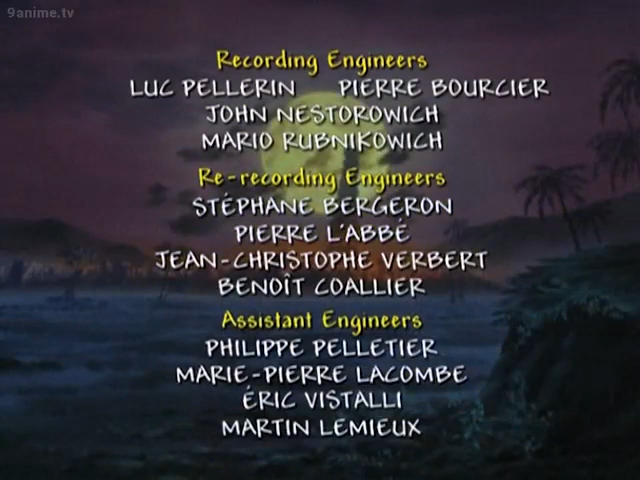 9anime.tv
Recording Engineers
LUC PELLERIN PIERRE BOURCIER
JOHN NESTOROWICH
MARIO RUBNIKOWICH
Re-recording Engineers
STÉPHANE BERGERON
PIERRE L'ABBÉ
JEAN-CHRISTOPHE VERBERT
BENOÎT COALLIER
Assistant Engineers
PHILIPPE PELLETIER
MARIE-PIERRE LACOMBE
ÉRIC VISTALLI
MARTIN LEMIEUX